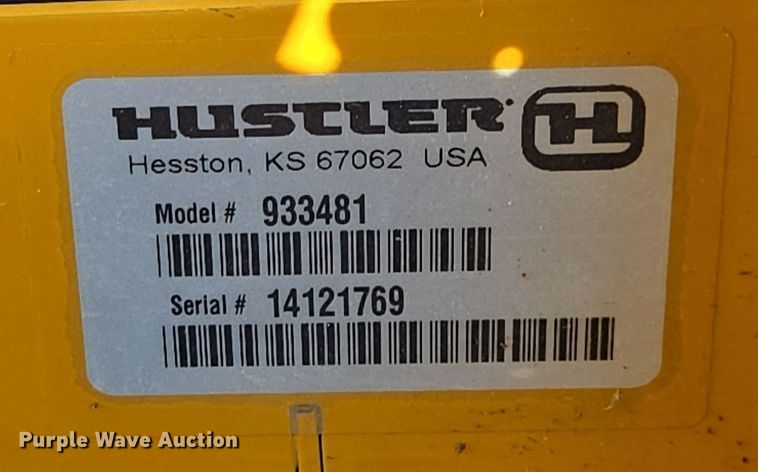 HUSTLER H
Hesston, KS 67062 USA
Model # 933481
Serial # 14121769
Purple Wave Auction